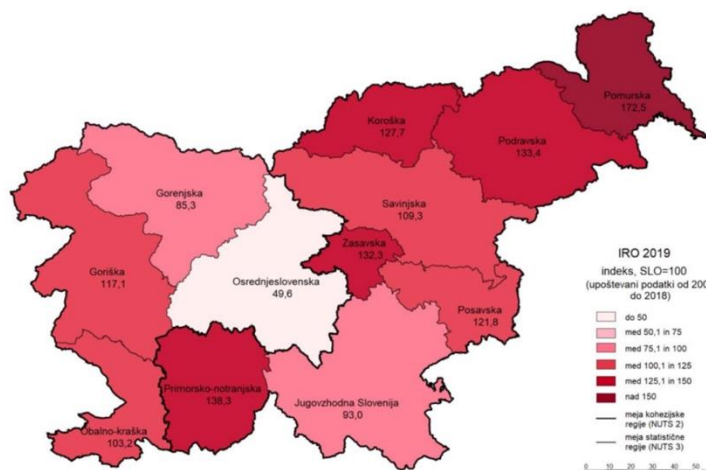 Pomurska
172,5
Koroška
127,7
Podravska
133,4
Gorenjska
85,3
Savinjska
109,3
Zasavska
132,3
Goriška
117,1
Osrednjeslovenska
49,6
Posavska
121,8
Primorsko-notranjska
138,3
Jugovzhodna Slovenija
93,0
Obalno-kraška
103,2
IRO 2019
indeks, SLO=100
(upoštevani podatki od 200
do 2018)
do 50
med 50,1 in 75
med 75,1 in 100
med 100,1 in 125
med 125,1 in 150
nad 150
meja kohezijske
regije (NUTS 2)
meja statistične
regije (NUTS 3)
0 10 20 30 40 50